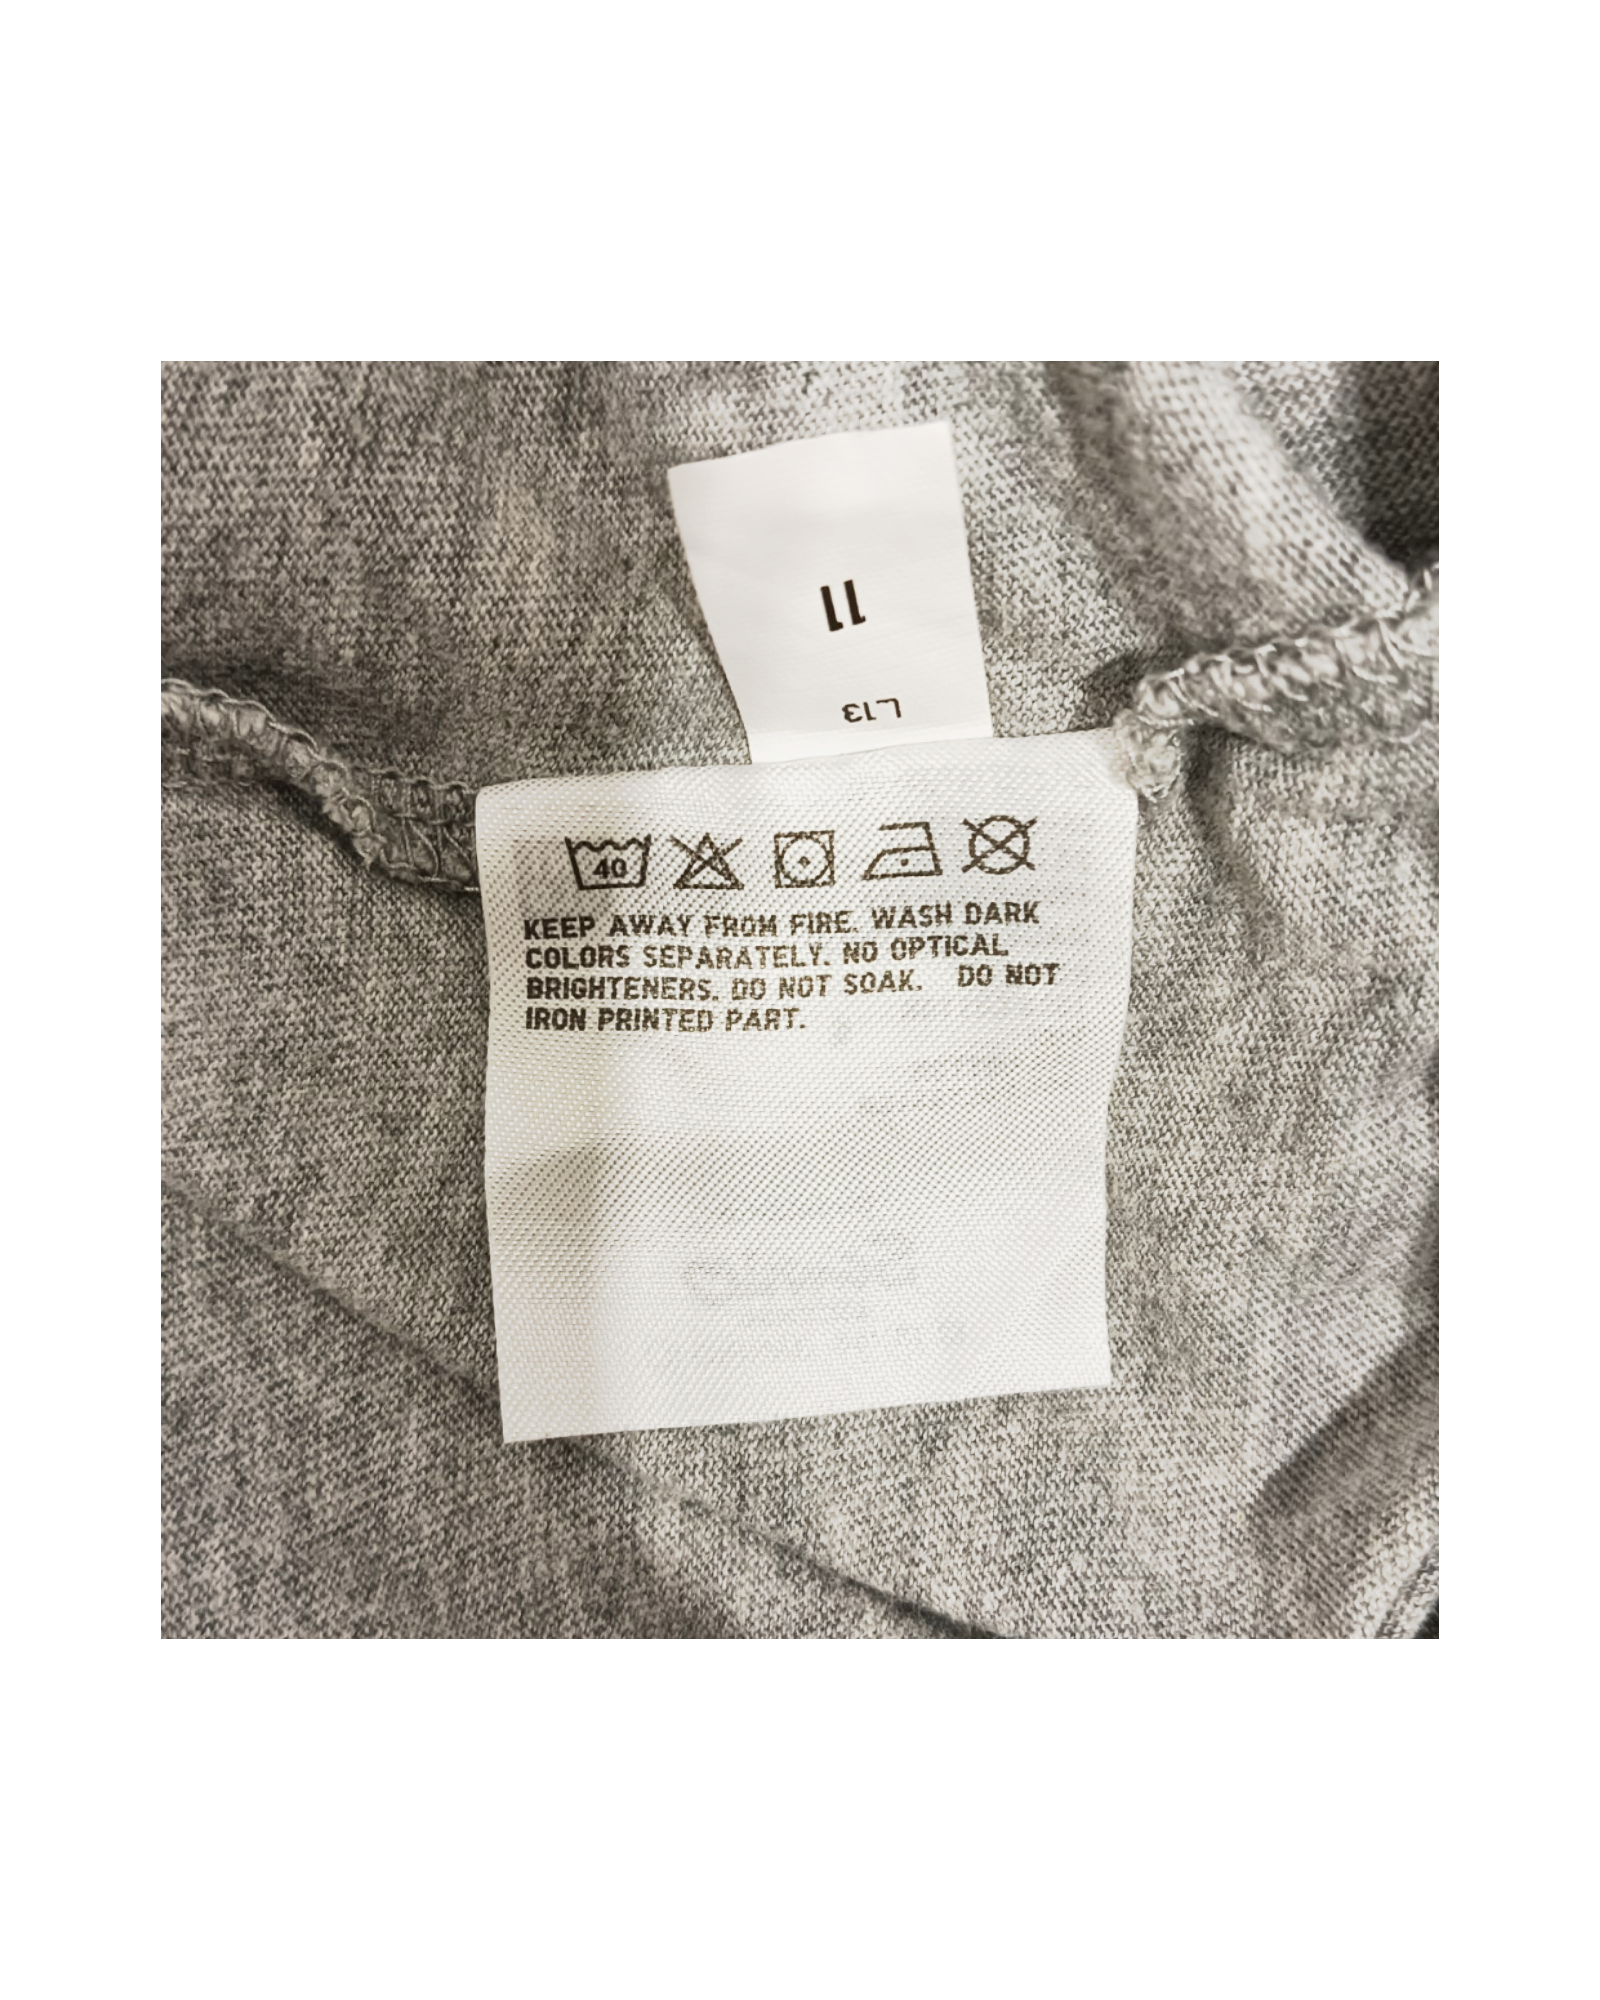 11
L13
40
KEEP AWAY FROM FIRE. WASH DARK
COLORS SEPARATELY. NO OPTICAL
BRIGHTENERS. DO NOT SOAK. DO NOT
IRON PRINTED PART.